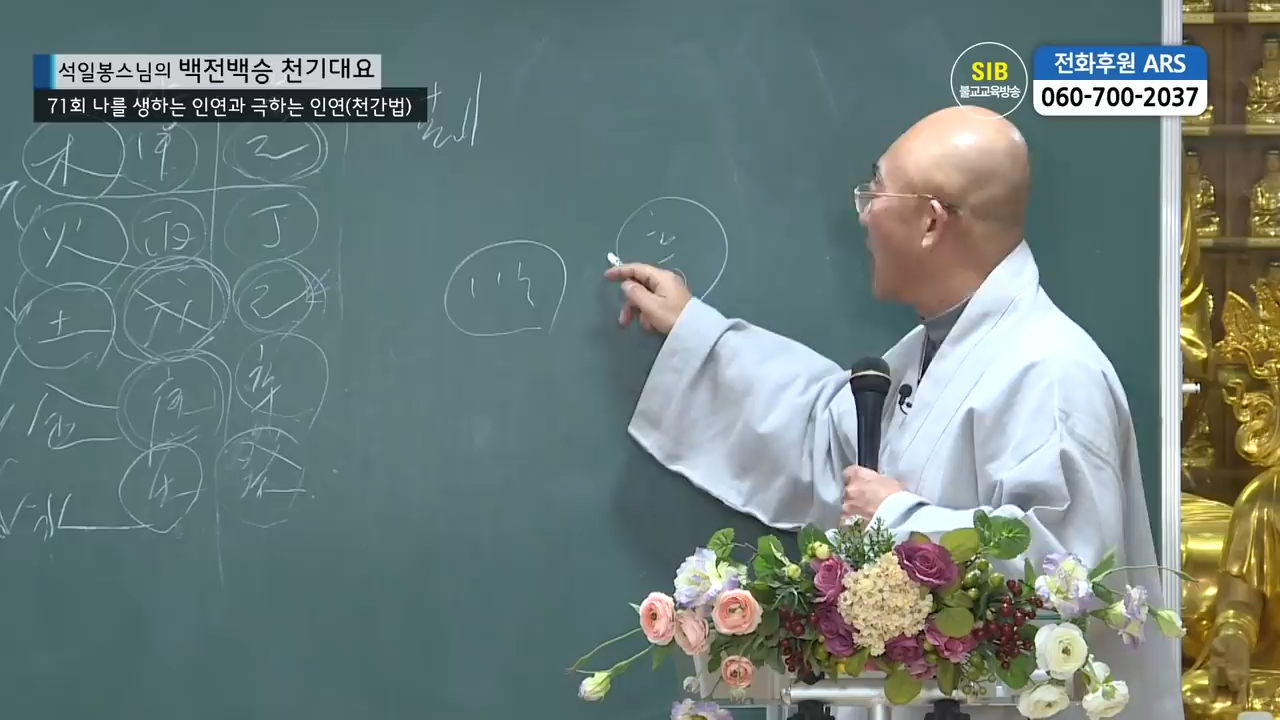 석일봉스님의 백전백승 천기대요
71회 나를 생하는 인연과 극하는 인연(천간법)
SIB
불교교육방송
전화후원 ARS
060-700-2037
木 甲 乙
火 丙 丁
土 戊 己
金 庚 辛